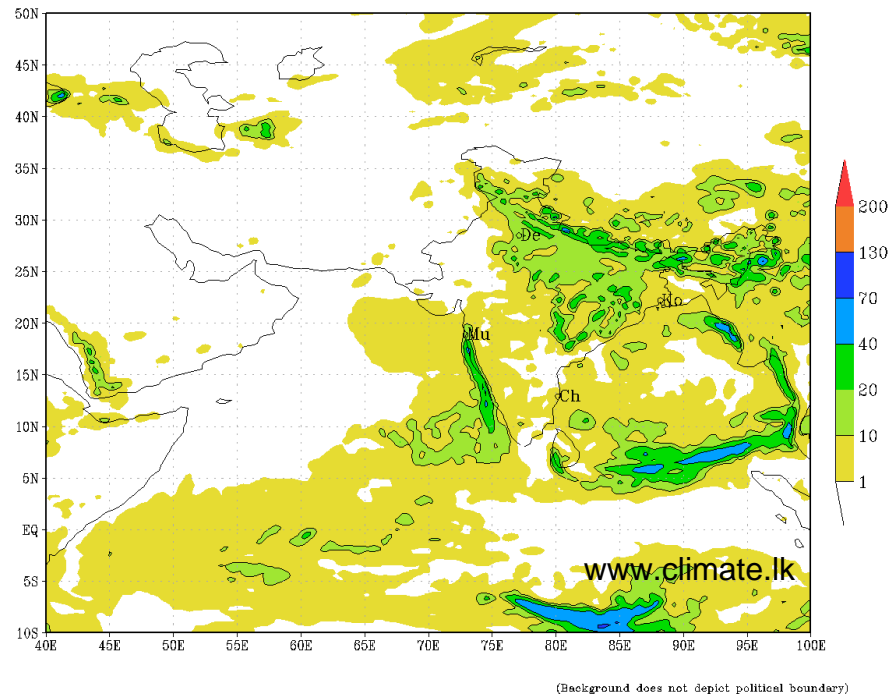 50N
45N
40N
35N
30N
25N
20N
15N
10N
5N
EQ
5S
10S
40E 45E 50E 55E 60E 65E 70E 75E 80E 85E 90E 95E 100E
De
Ko
Mu
Ch
www.climate.lk
200
130
70
40
20
10
1
(Background does not depict political boundary)